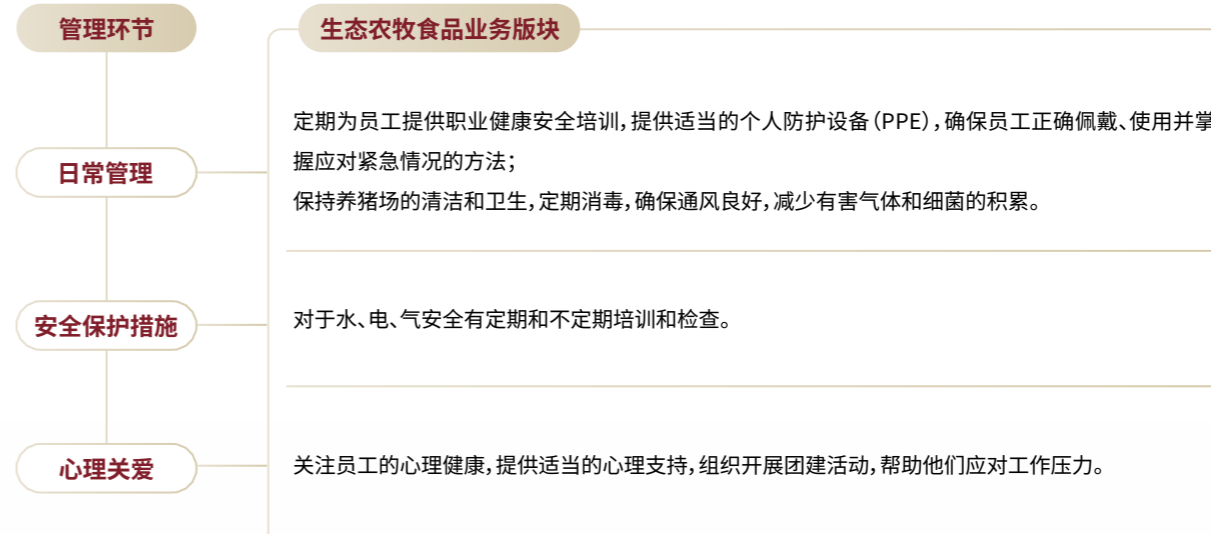 管理环节
生态农牧食品业务版块
日常管理
定期为员工提供职业健康安全培训，提供适当的个人防护设备（PPE），确保员工正确佩戴、使用并掌
握应对紧急情况的方法；
保持养猪场的清洁和卫生，定期消毒，确保通风良好，减少有害气体和细菌的积累。
安全保护措施
对于水、电、气安全有定期和不定期培训和检查。
心理关爱
关注员工的心理健康，提供适当的心理支持，组织开展团建活动，帮助他们应对工作压力。